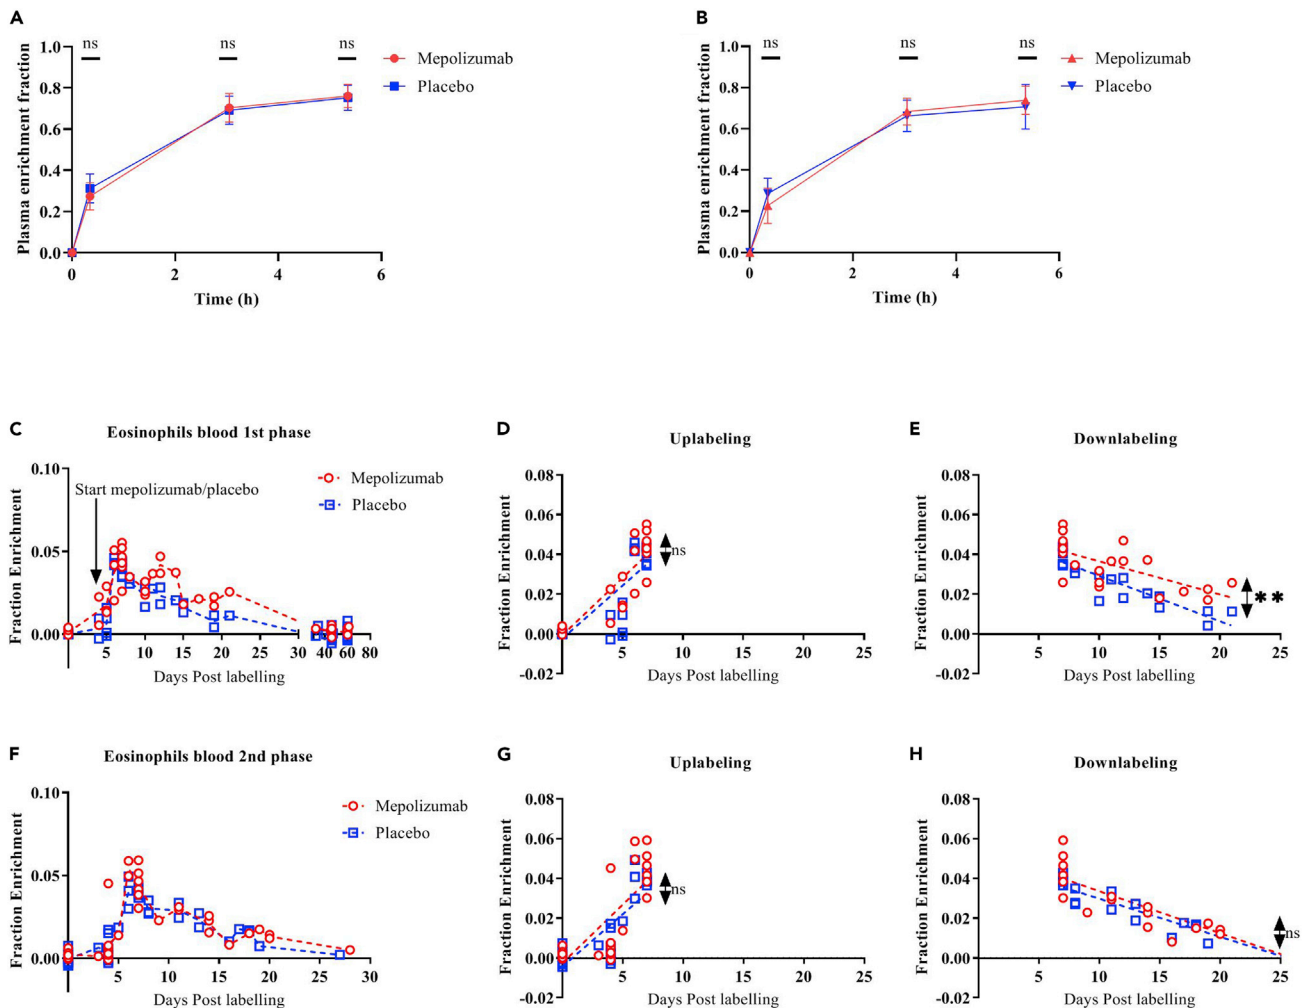 A
ns ns ns
Mepolizumab
Placebo
Plasma enrichment fraction
1.0
0.8
0.6
0.4
0.2
0.0
0 2 4 6
Time (h)
B
ns ns ns
Mepolizumab
Placebo
Plasma enrichment fraction
1.0
0.8
0.6
0.4
0.2
0.0
0 2 4 6
Time (h)
C
Eosinophils blood 1st phase
Start mepolizumab/placebo
Mepolizumab
Placebo
Fraction Enrichment
0.10
0.05
0.00
5 10 15 20 25 30 40 60 80
Days Post labelling
D
Uplabeling
Fraction Enrichment
0.08
0.06
0.04
0.02
0.00
-0.02
ns
5 10 15 20 25
Days Post labelling
E
Downlabeling
Fraction Enrichment
0.08
0.06
0.04
0.02
0.00
-0.02
**
5 10 15 20 25
Days Post labelling
F
Eosinophils blood 2nd phase
Mepolizumab
Placebo
Fraction Enrichment
0.10
0.05
0.00
5 10 15 20 25 30
Days Post labelling
G
Uplabeling
Fraction Enrichment
0.08
0.06
0.04
0.02
0.00
-0.02
ns
5 10 15 20 25
Days Post labelling
H
Downlabeling
Fraction Enrichment
0.08
0.06
0.04
0.02
0.00
-0.02
ns
5 10 15 20 25
Days Post labelling